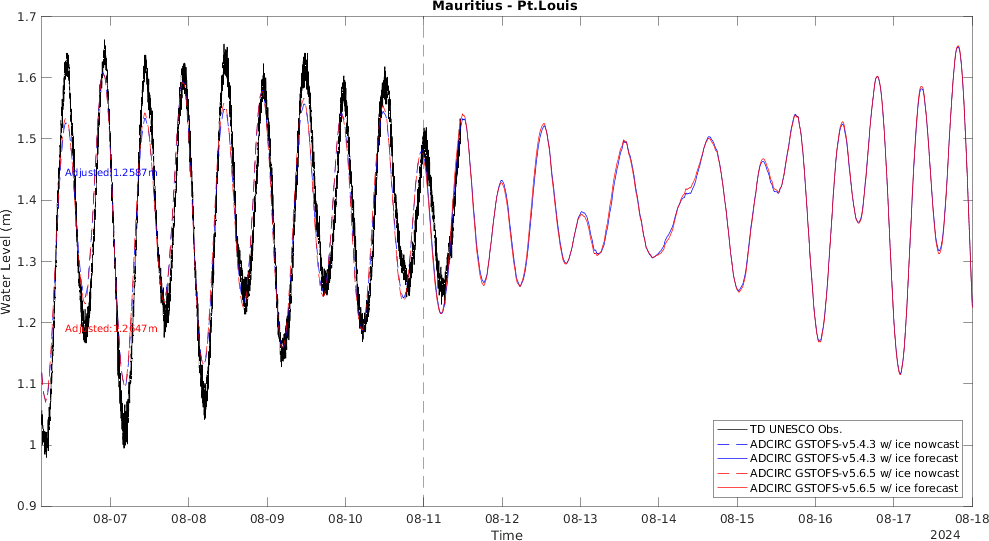 Mauritius - Pt.Louis
1.7
1.6
1.5
1.4
1.3
1.2
1.1
1
0.9
Water Level (m)
Adjusted:1.2587m
Adjusted:1.2647m
TD UNESCO Obs.
ADCIRC GSTOFS-v5.4.3 w/ ice nowcast
ADCIRC GSTOFS-v5.4.3 w/ ice forecast
ADCIRC GSTOFS-v5.6.5 w/ ice nowcast
ADCIRC GSTOFS-v5.6.5 w/ ice forecast
08-07 08-08 08-09 08-10 08-11 08-12 08-13 08-14 08-15 08-16 08-17 08-18
Time
2024